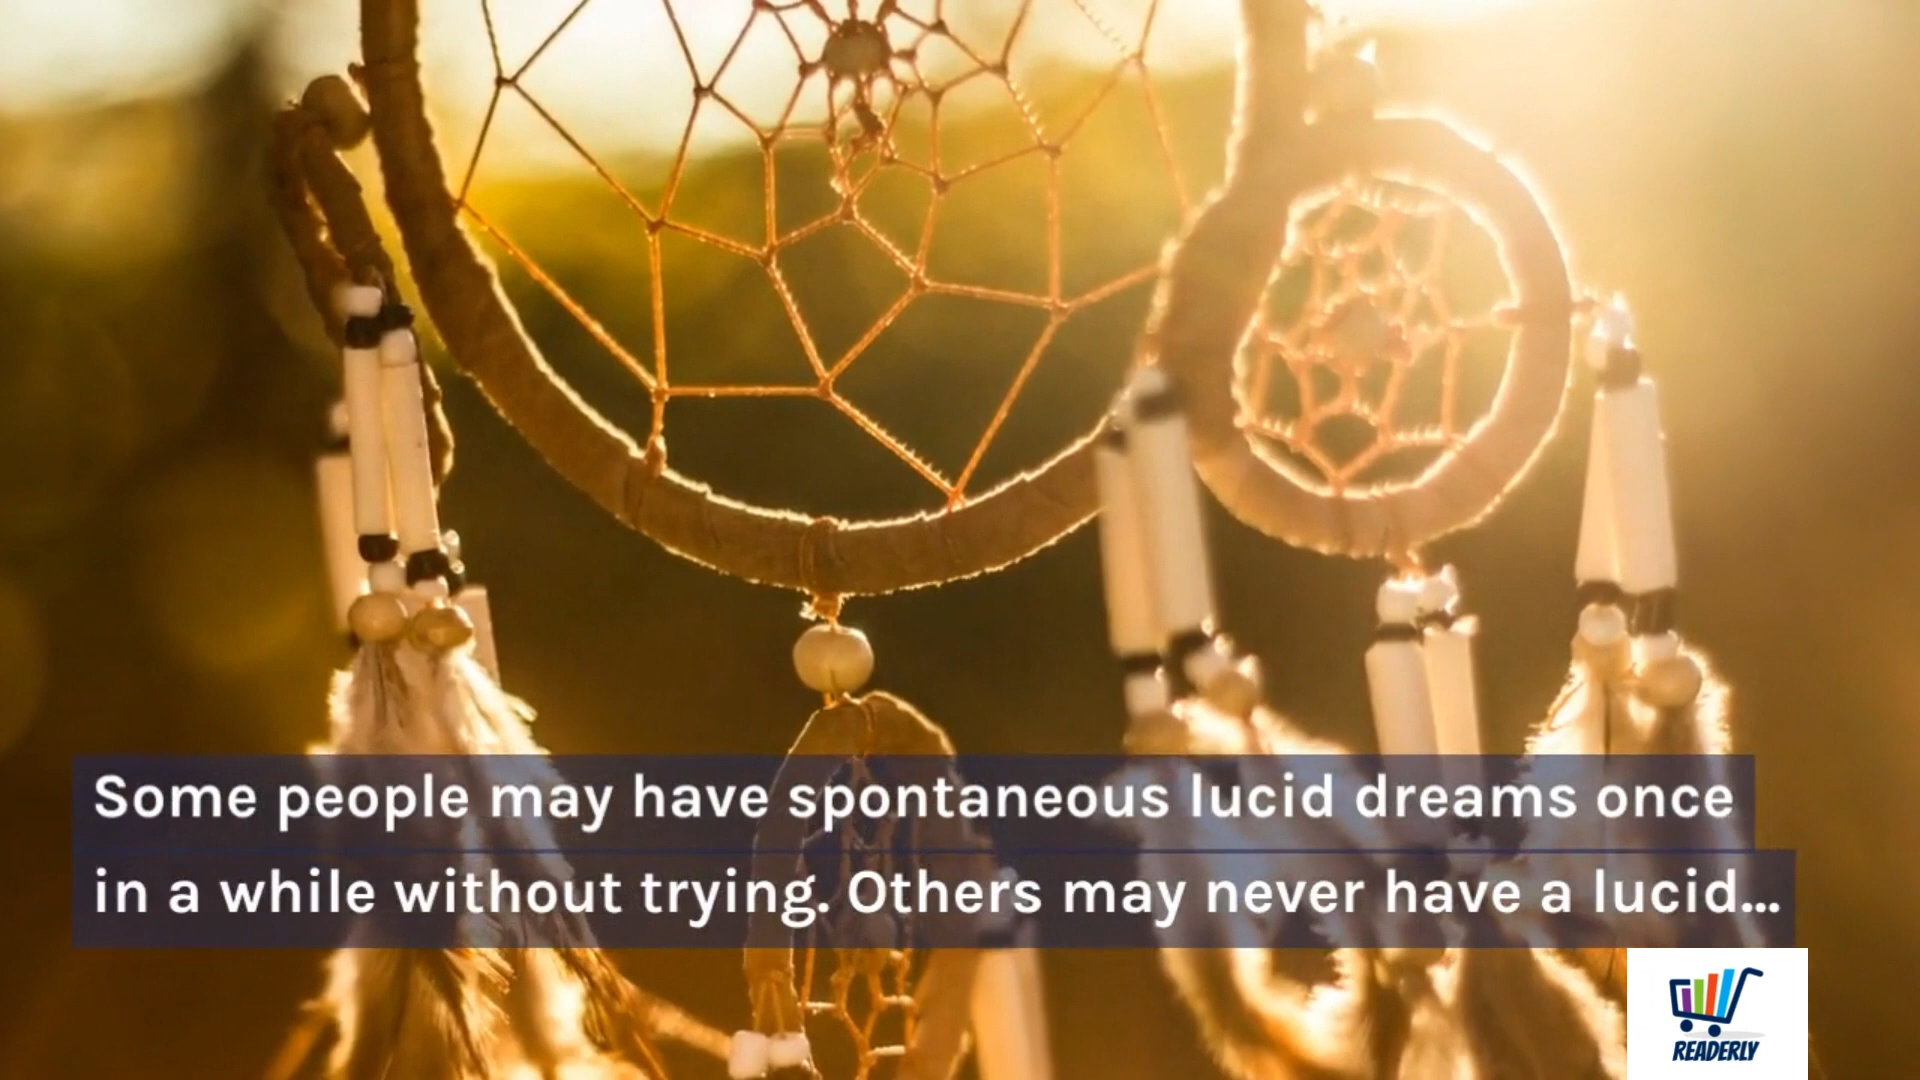 Some people may have spontaneous lucid dreams once
in a while without trying. Others may never have a lucid...
READERLY